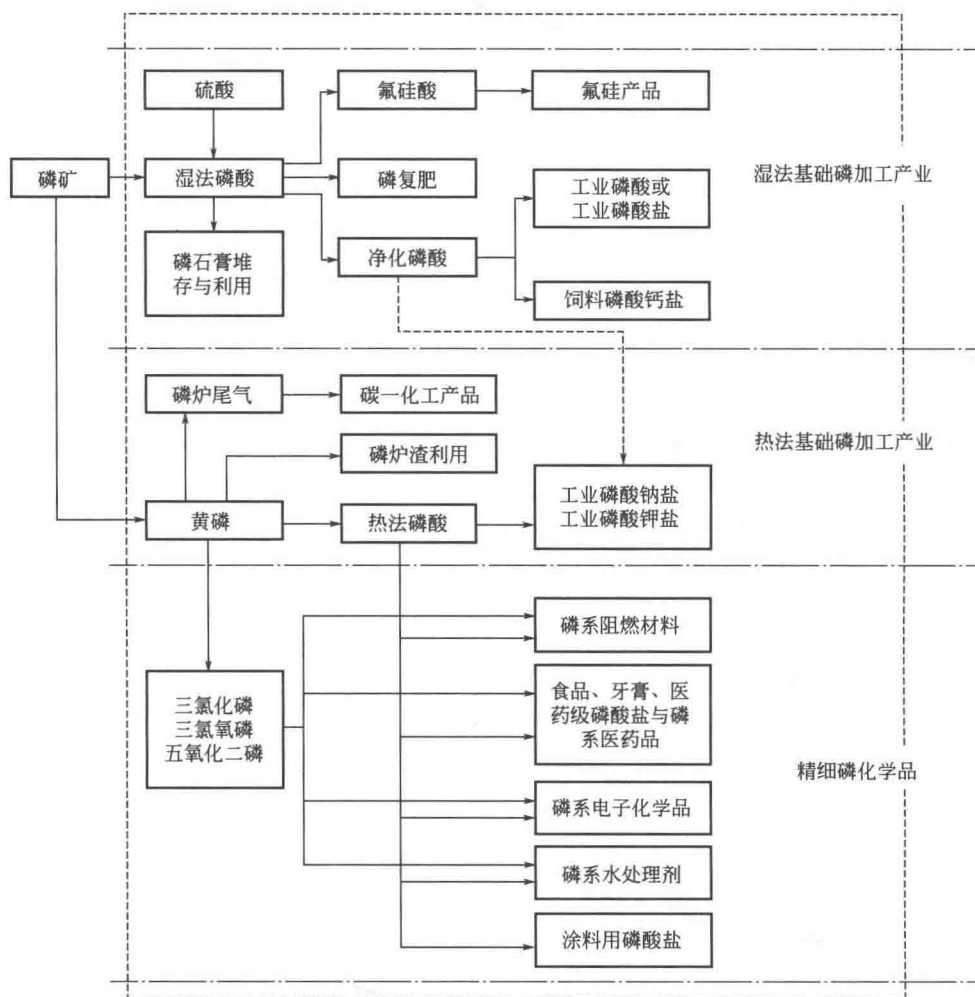 硫酸
氟硅酸
氟硅产品
磷矿
湿法磷酸
磷复肥
工业磷酸或
工业磷酸盐
湿法基础磷加工产业
磷石膏堆
存与利用
净化磷酸
饲料磷酸钙盐
磷炉尾气
碳一化工产品
热法基础磷加工产业
磷炉渣利用
黄磷
热法磷酸
工业磷酸钠盐
工业磷酸钾盐
磷系阻燃材料
三氯化磷
三氯氧磷
五氧化二磷
食品、牙膏、医
药级磷酸盐与磷
系医药品
精细磷化学品
磷系电子化学品
磷系水处理剂
涂料用磷酸盐